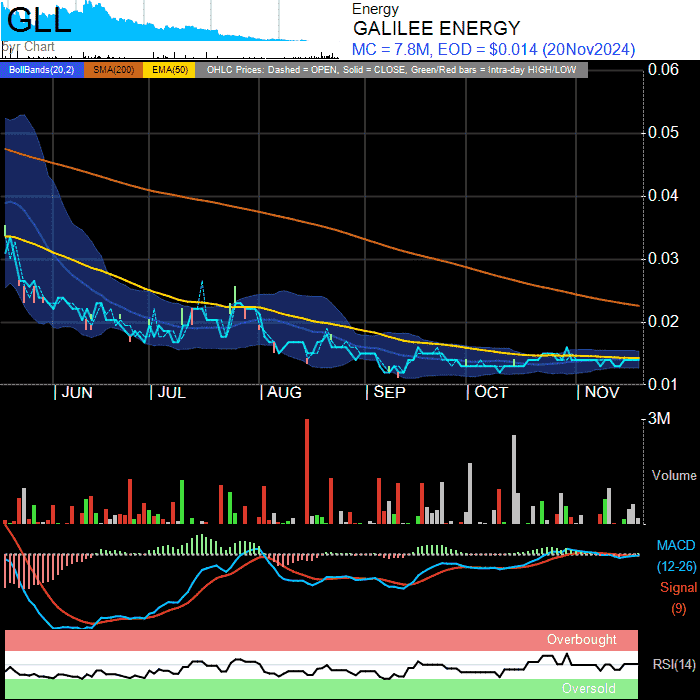 GLL
5yr Chart
Energy
GALILEE ENERGY
MC = 7.8M, EOD = $0.014 (20Nov2024)
BollBands(20,2) SMA(200) EMA(50) OHLC Prices: Dashed = OPEN, Solid = CLOSE, Green/Red bars = Intra-day HIGH/LOW
0.06
0.05
0.04
0.03
0.02
0.01
JUN JUL AUG SEP OCT NOV
3M
Volume
MACD
(12-26)
Signal
(9)
Overbought
RSI(14)
Oversold